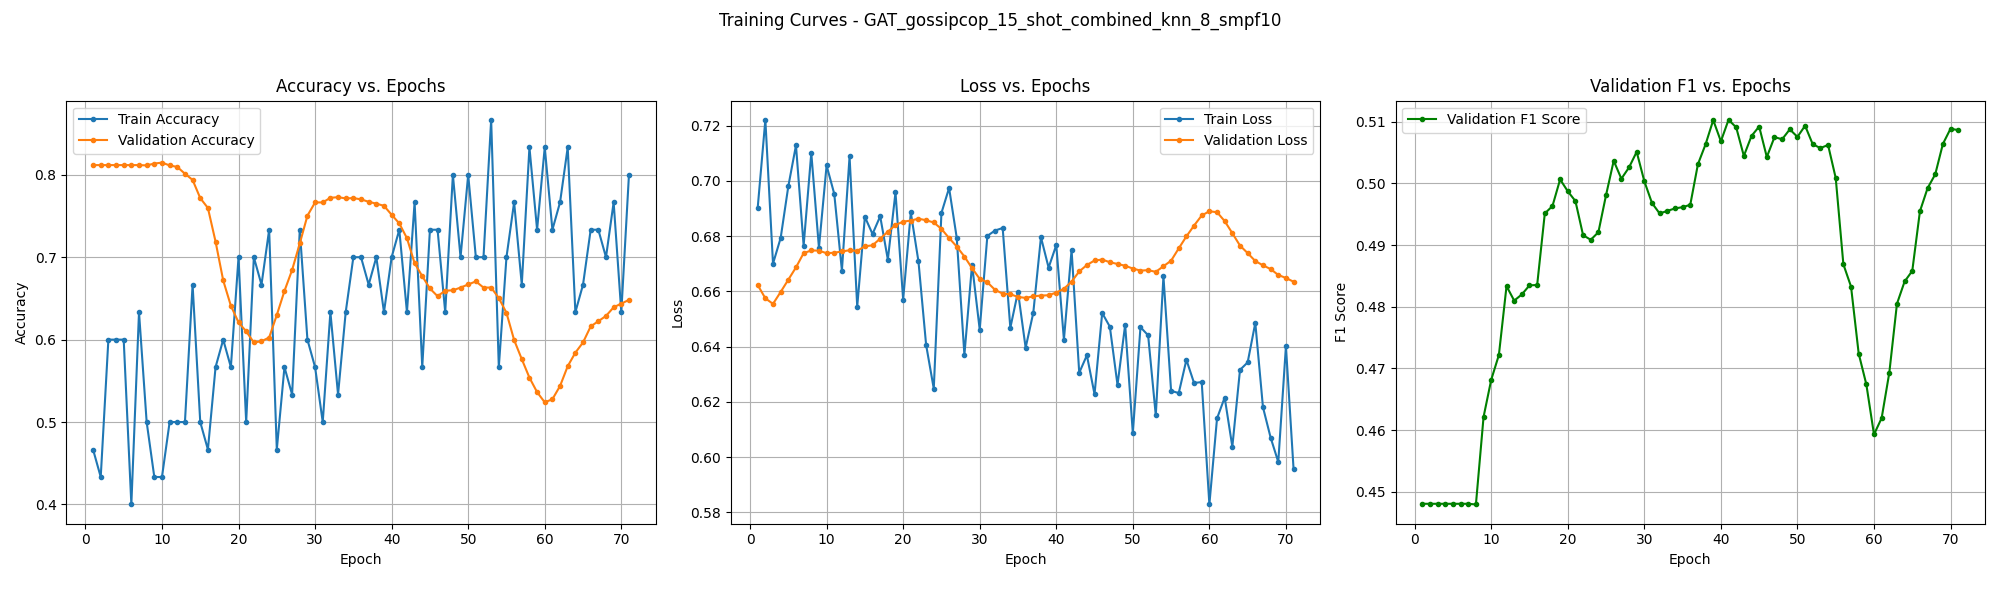 Training Curves - GAT_gossipcop_15_shot_combined_knn_8_smpf10
Accuracy vs. Epochs
Train Accuracy
Validation Accuracy
0.8
0.7
0.6
0.5
0.4
Accuracy
0 10 20 30 40 50 60 70
Epoch
Loss vs. Epochs
Train Loss
Validation Loss
0.72
0.70
0.68
0.66
0.64
0.62
0.60
0.58
Loss
0 10 20 30 40 50 60 70
Epoch
Validation F1 vs. Epochs
Validation F1 Score
0.51
0.50
0.49
0.48
0.47
0.46
0.45
F1 Score
0 10 20 30 40 50 60 70
Epoch